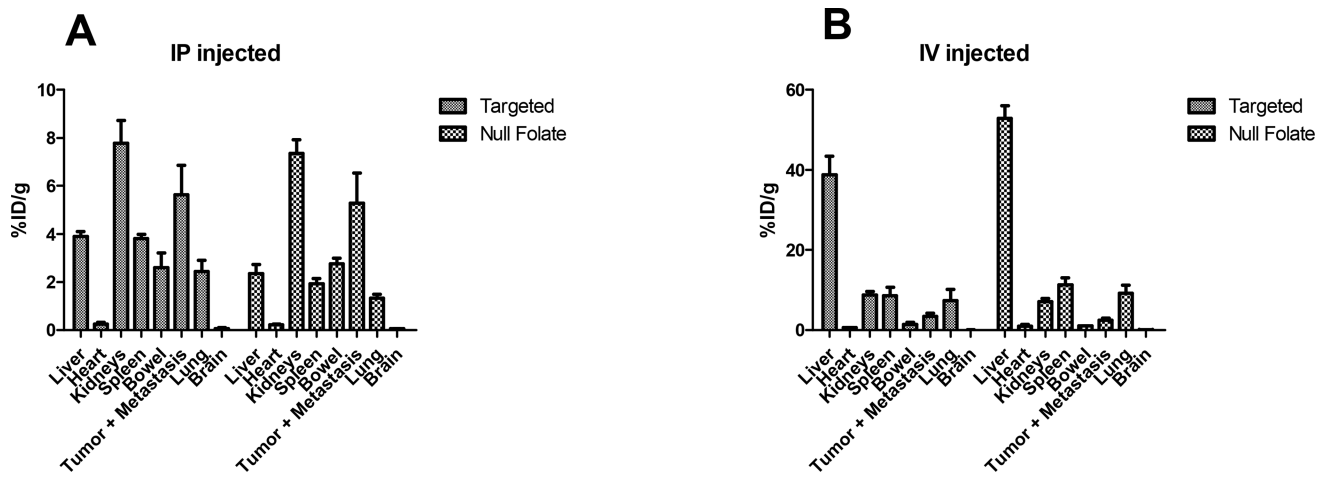 A
IP injected
%ID/g
10
8
6
4
2
0
Liver
Heart
Kidneys
Spleen
Bowel
Tumor + Metastasis
Lung
Brain
Liver
Heart
Kidneys
Spleen
Bowel
Tumor + Metastasis
Lung
Brain
Targeted
Null Folate
B
IV injected
%ID/g
60
40
20
0
Liver
Heart
Kidneys
Spleen
Bowel
Tumor + Metastasis
Lung
Brain
Liver
Heart
Kidneys
Spleen
Bowel
Tumor + Metastasis
Lung
Brain
Targeted
Null Folate